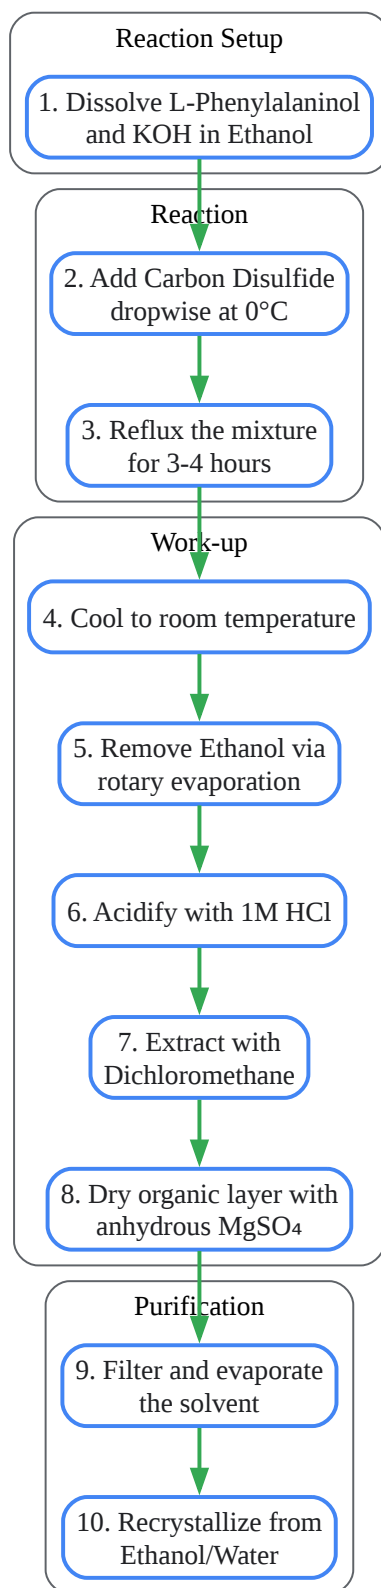 Reaction Setup
1. Dissolve L-Phenylalaninol
and KOH in Ethanol
Reaction
2. Add Carbon Disulfide
dropwise at 0°C
3. Reflux the mixture
for 3-4 hours
Work-up
4. Cool to room temperature
5. Remove Ethanol via
rotary evaporation
6. Acidify with 1M HCl
7. Extract with
Dichloromethane
8. Dry organic layer with
anhydrous MgSO₄
Purification
9. Filter and evaporate
the solvent
10. Recrystallize from
Ethanol/Water